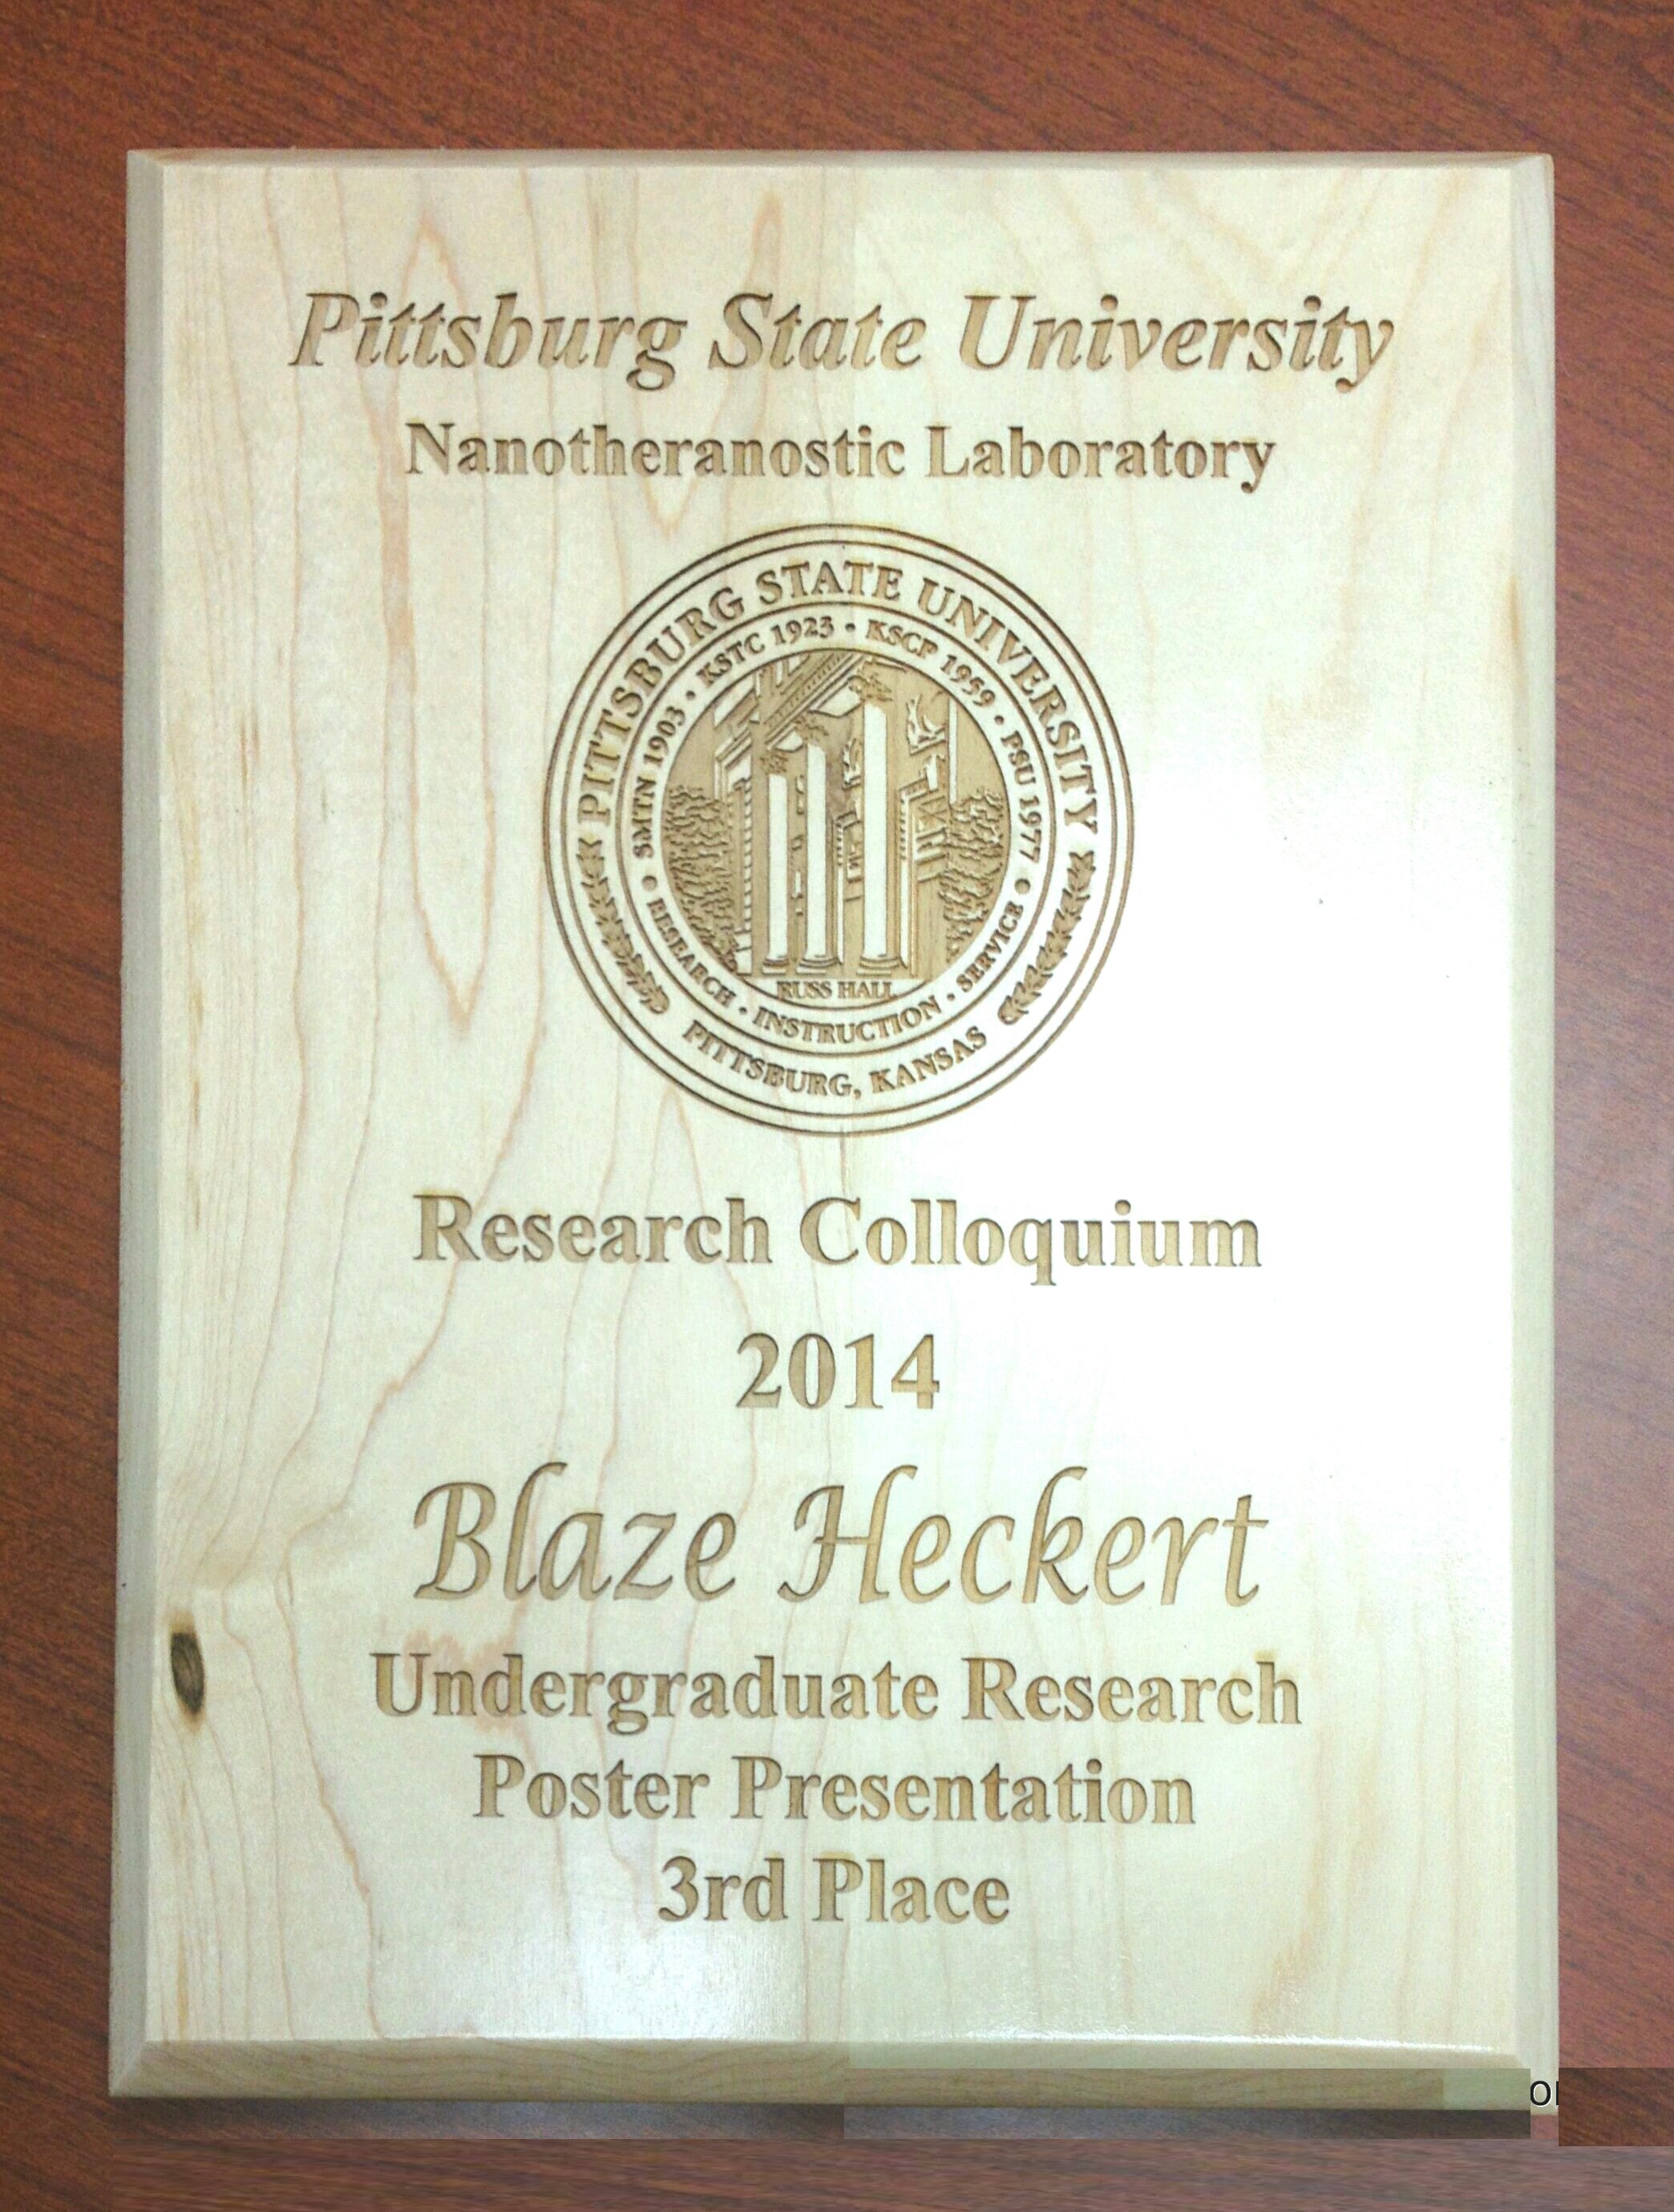 Pittsburg State University
Nanotheranostic Laboratory
PITTSBURG STATE UNIVERSITY
SMTN 1903 • KSTC 1923 • KSCP 1959 • PSU 1977
RUSS HALL
RESEARCH • INSTRUCTION • SERVICE
PITTSBURG, KANSAS
Research Colloquium
2014
Blaze Heckert
Undergraduate Research
Poster Presentation
3rd Place